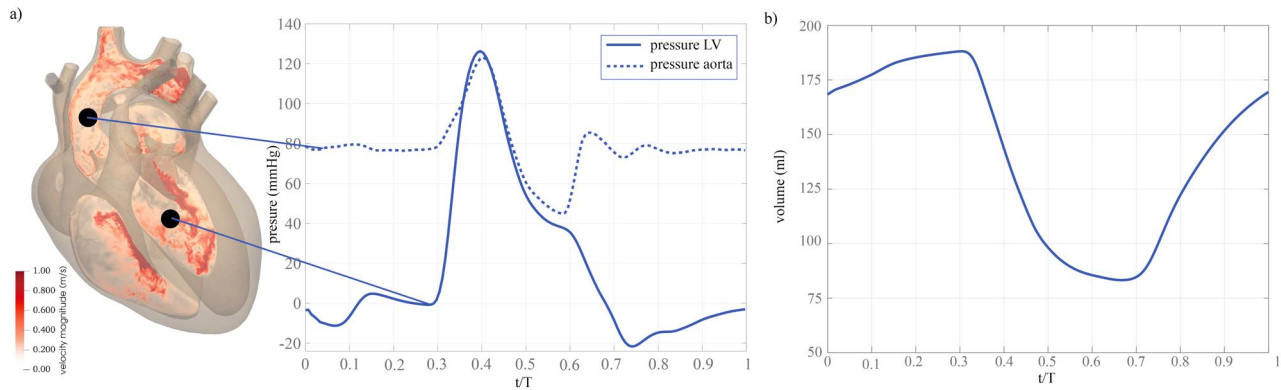 a)
1.00
0.800
0.600
0.400
0.200
0.00
velocity magnitude (m/s)
presure (mmHg)
140
120
100
80
60
40
20
0
-20
pressure LV
pressure aorta
0 0.1 0.2 0.3 0.4 0.5 0.6 0.7 0.8 0.9 1
t/T
b)
volume (ml)
200
175
150
125
100
75
50
0 0.1 0.2 0.3 0.4 0.5 0.6 0.7 0.8 0.9 1
t/T